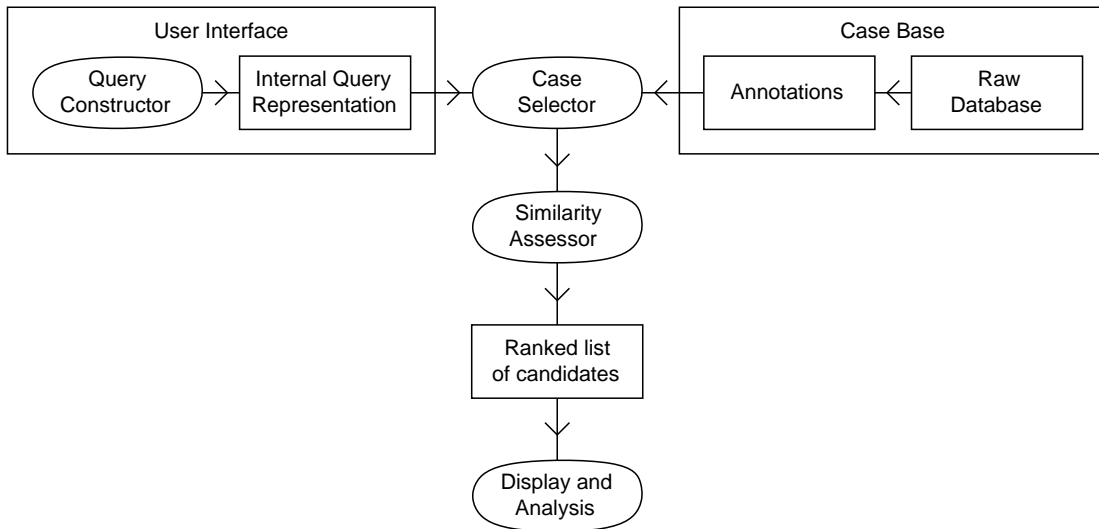 User Interface
Case Base
Query
Constructor
Internal Query
Representation
Case
Selector
Annotations
Raw
Database
Similarity
Assessor
Ranked list
of candidates
Display and
Analysis